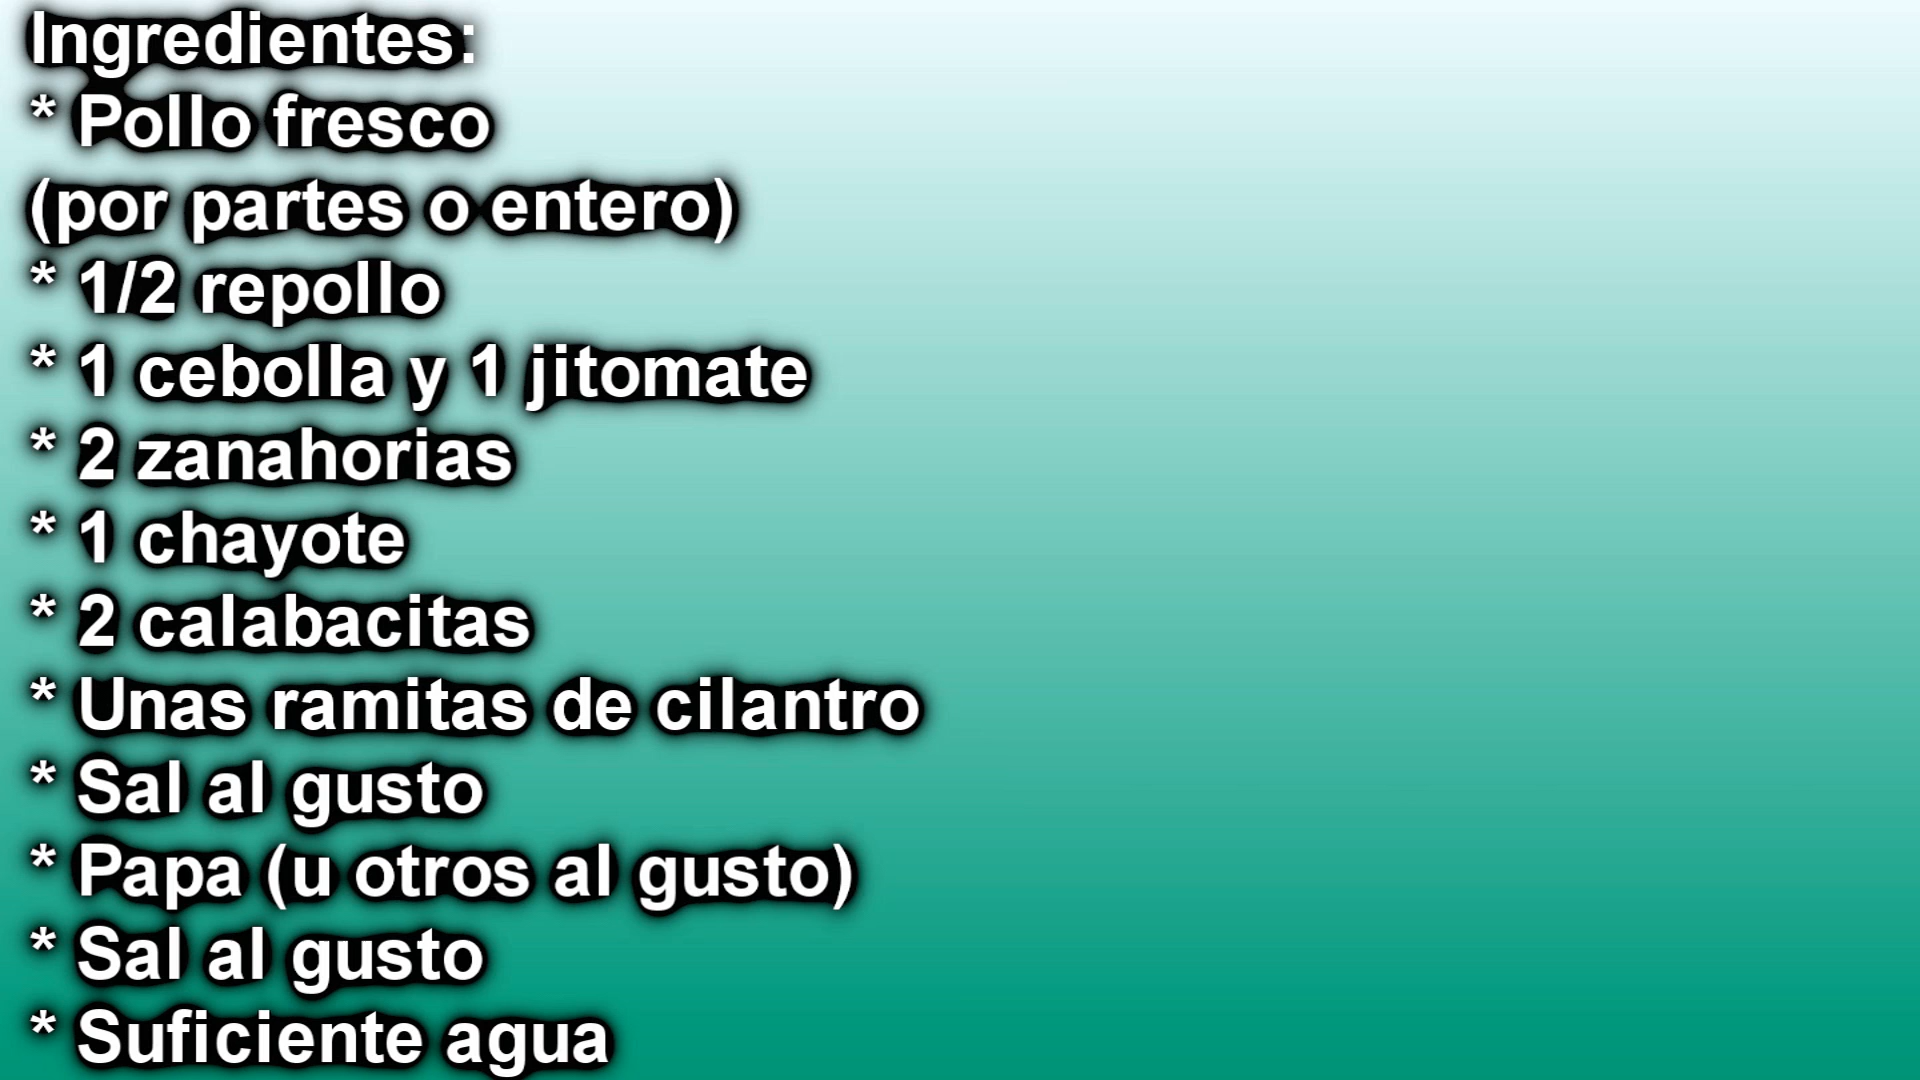 Ingredientes:
* Pollo fresco
(por partes o entero)
* 1/2 repollo
* 1 cebolla y 1 jitomate
* 2 zanahorias
* 1 chayote
* 2 calabacitas
* Unas ramitas de cilantro
* Sal al gusto
* Papa (u otros al gusto)
* Sal al gusto
* Suficiente agua